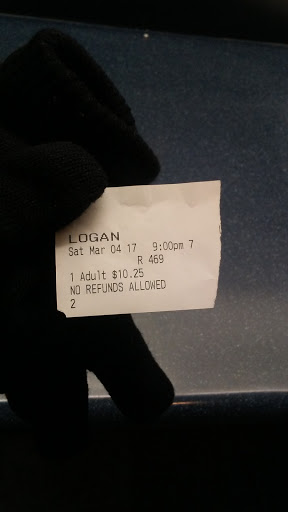 LOGAN
Sat Mar 04 17 9:00pm 7
R 469
1 Adult $10.25
NO REFUNDS ALLOWED
2